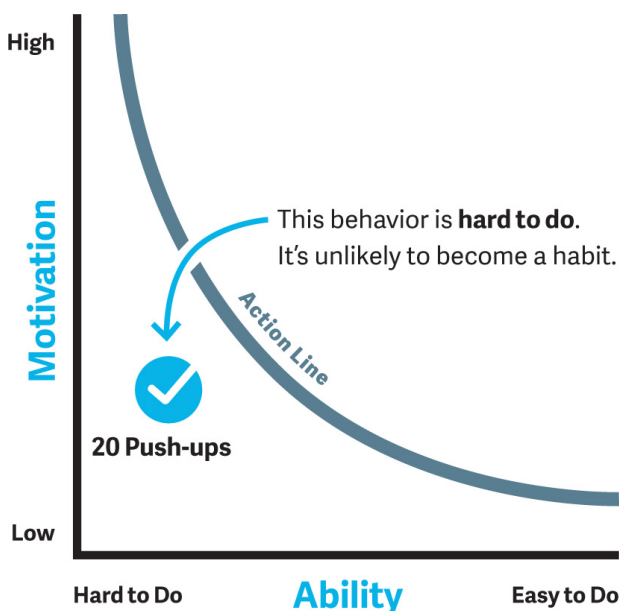 High
Motivation
This behavior is hard to do.
It's unlikely to become a habit.
Action Line
20 Push-ups
Low
Hard to Do
Ability
Easy to Do